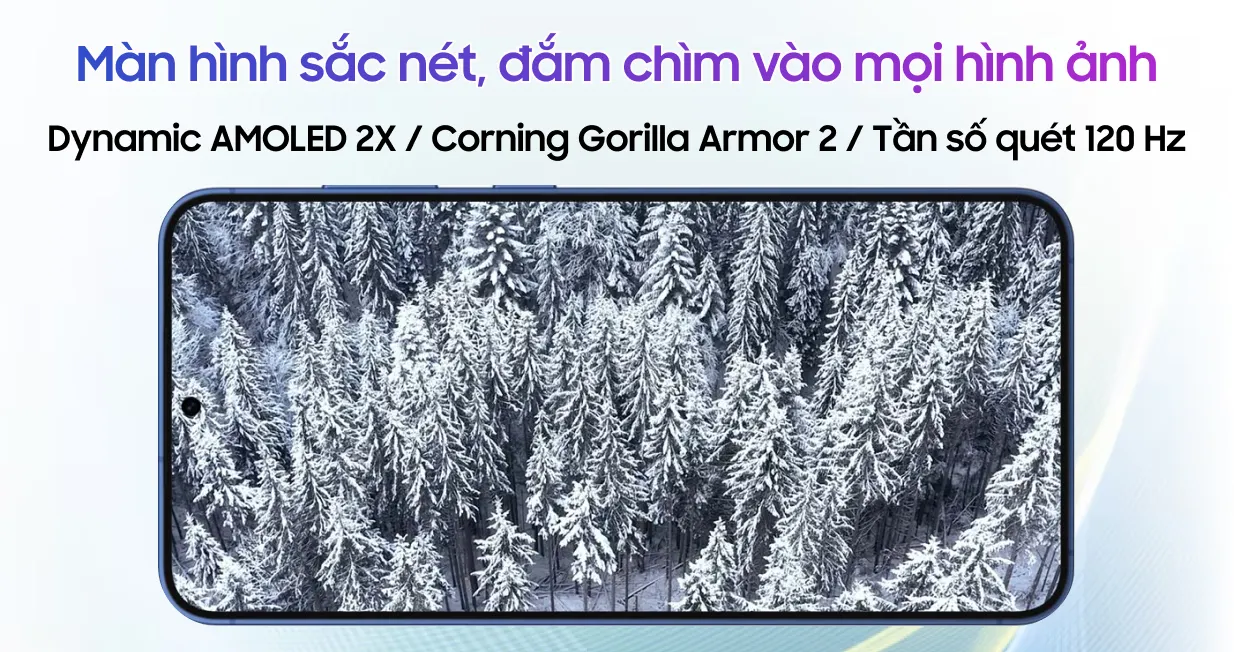 Màn hình sắc nét, đắm chìm vào mọi hình ảnh
Dynamic AMOLED 2X / Corning Gorilla Armor 2 / Tần số quét 120 Hz